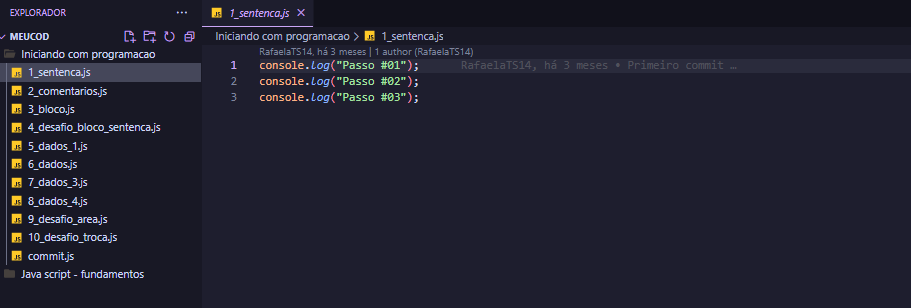 EXPLORADOR ...
MEUCOD
Iniciando com programacao
JS 1_sentenca.js
JS 2_comentarios.js
JS 3_bloco.js
JS 4_desafio_bloco_sentenca.js
JS 5_dados_1.js
JS 6_dados.js
JS 7_dados_3.js
JS 8_dados_4.js
JS 9_desafio_area.js
JS 10_desafio_troca.js
JS commit.js
Java script - fundamentos
JS 1_sentenca.js
Iniciando com programacao > JS 1_sentenca.js
RafaelaTS14, há 3 meses | 1 author (RafaelaTS14)
1 console.log("Passo #01"); RafaelaTS14, há 3 meses • Primeiro commit …
2 console.log("Passo #02");
3 console.log("Passo #03");